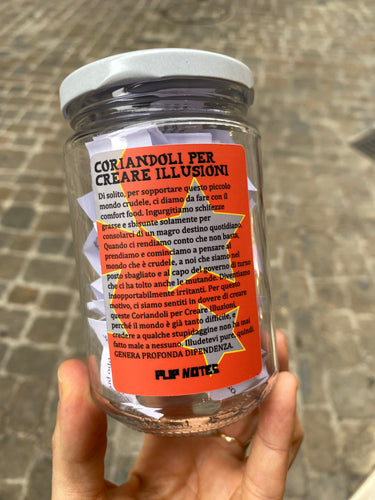 CORIANDOLI PER
CREARE ILLUSIONI
Di solito, per sopportare questo piccolo
mondo crudele, ci diamo da fare con il
comfort food. Ingurgitiamo schifezze
grasse e bisunte solamente per
consolarci di un magro destino quotidiano.
Quando ci rendiamo conto che non basta,
prendiamo e cominciamo a pensare al
mondo che è crudele, a noi che siamo nel
posto sbagliato e al capo del governo di turno
che ci ha tolto anche le mutande. Diventiamo
insopportabilmente irritanti. Per questo
motivo, ci siamo sentiti in dovere di creare
queste Coriandoli per Creare Illusioni,
perché il mondo è già tanto difficile, e
credere a qualche stupidaggine non ha mai
fatto male a nessuno. Illudetevi pure, quindi.
GENERA PROFONDA DIPENDENZA.
FLIP NOTES